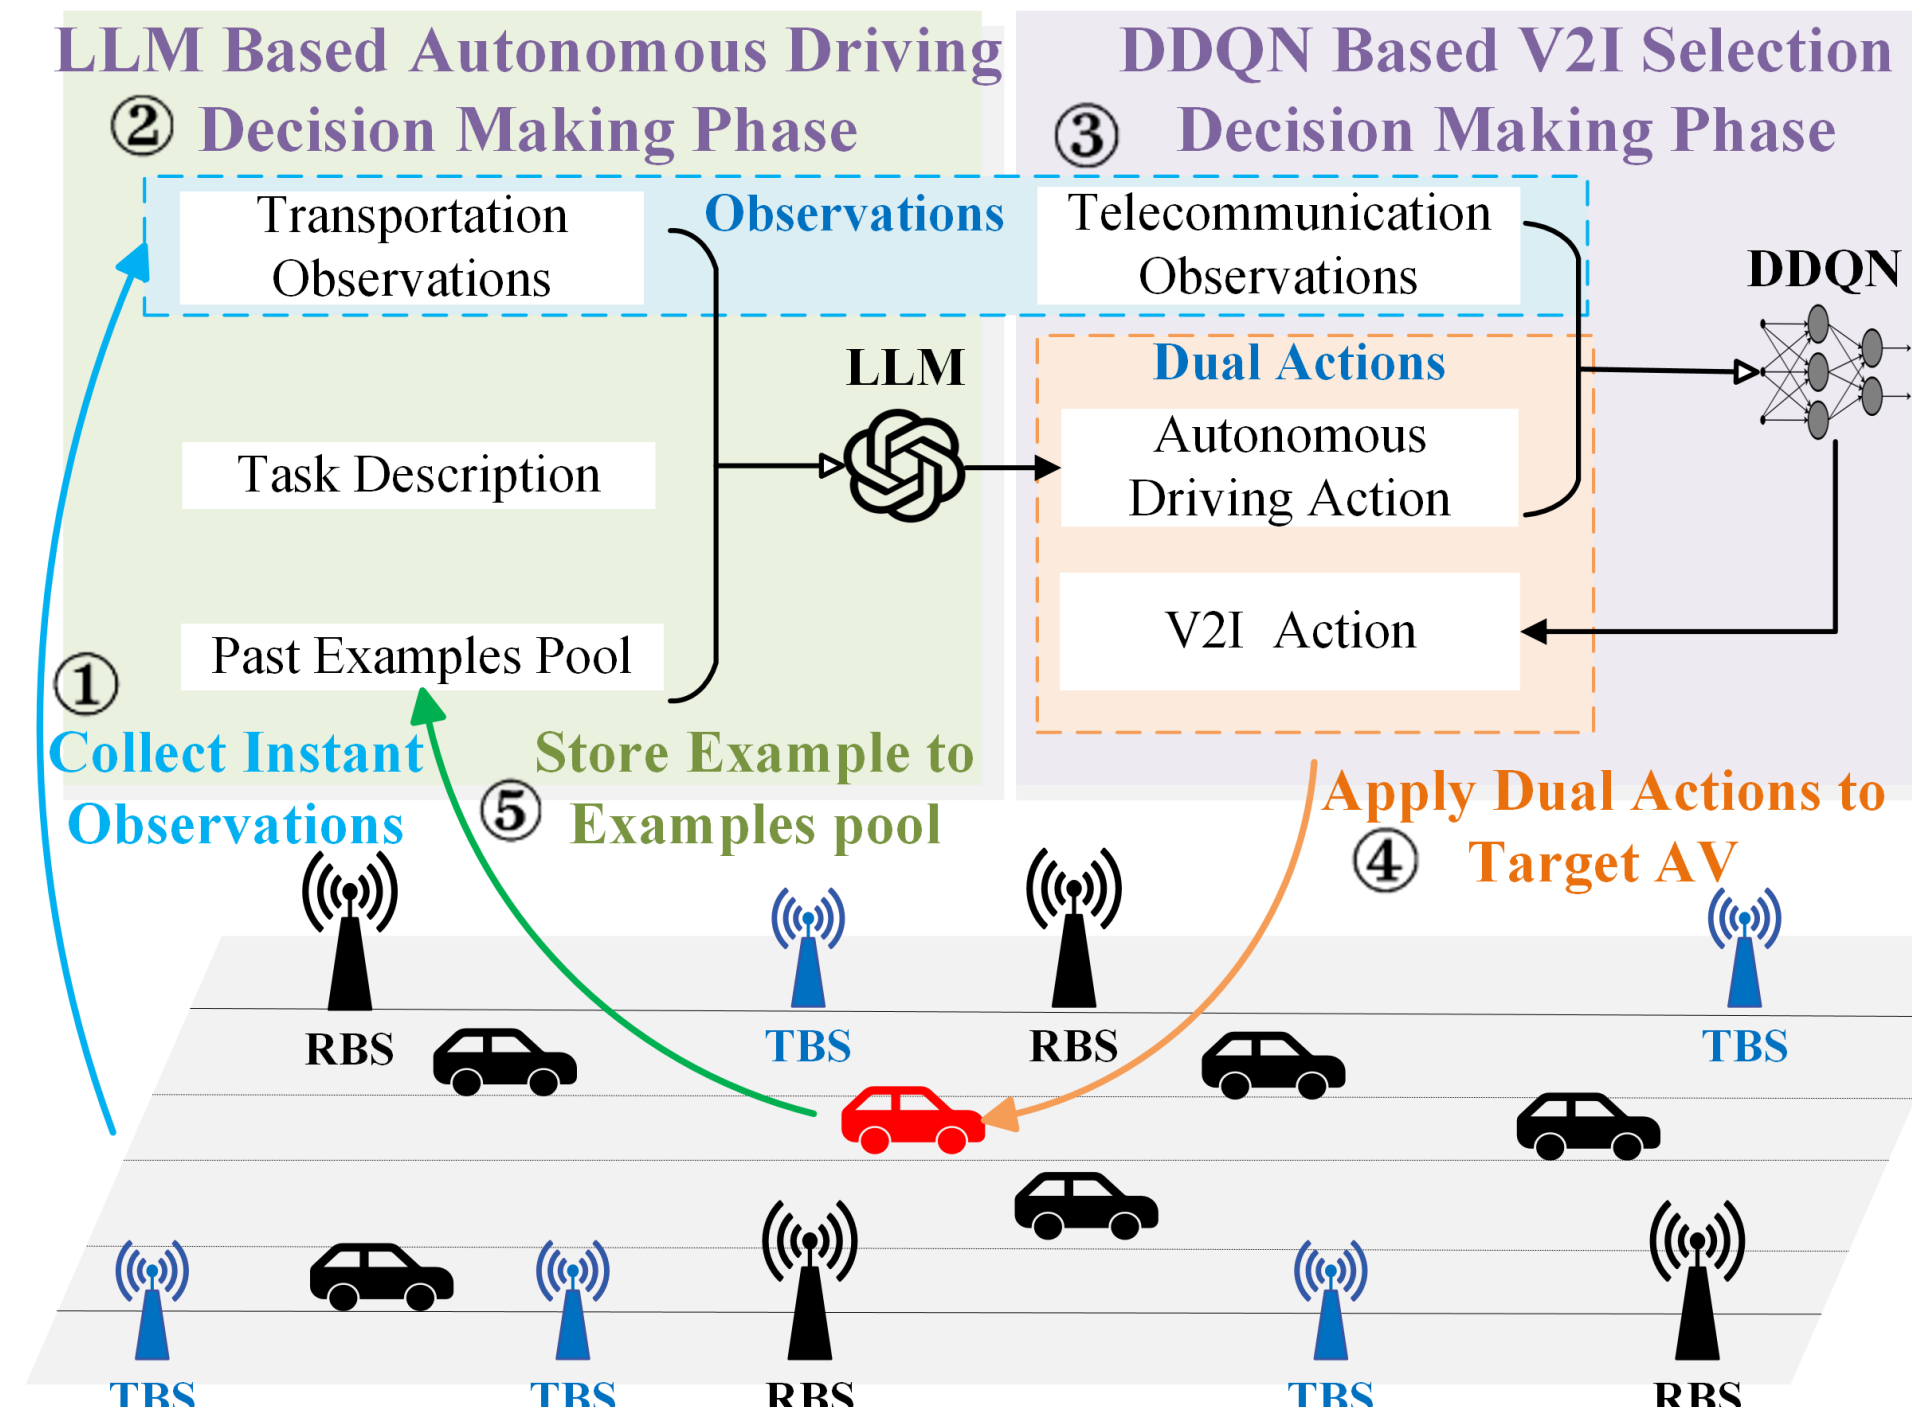 LLM Based Autonomous Driving
② Decision Making Phase
DDQN Based V2I Selection
③ Decision Making Phase
Transportation
Observations
Observations
Telecommunication
Observations
DDQN
LLM
Dual Actions
Task Description
Autonomous
Driving Action
Past Examples Pool
V2I Action
①
Collect Instant
Observations
Store Example to
⑤ Examples pool
Apply Dual Actions to
④ Target AV
RBS
TBS
RBS
TBS
TBS
TBS
RBS
TBS
RBS